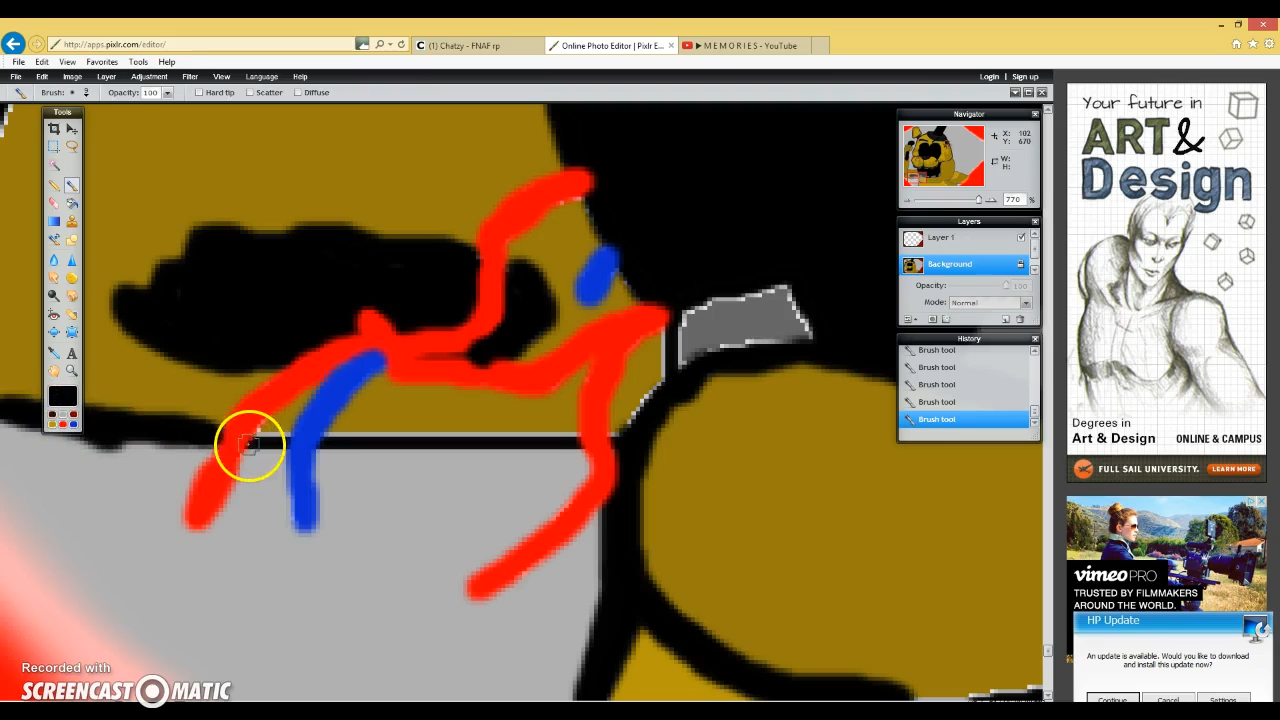 http://apps.pixlr.com/editor/
(1) Chatzy - FNAF rp
Online Photo Editor | Pixlr E...
▶ M E M O R I E S - YouTube
File Edit View Favorites Tools Help
File Edit Image Layer Adjustment Filter View Language Help
Login | Sign up
Brush: 3 Opacity: 100 Hard tip Scatter Diffuse
Tools
Navigator
X: 102
Y: 670
W:
H:
770 %
Layers
Layer 1
Background
Opacity: 100
Mode: Normal
History
Brush tool
Brush tool
Brush tool
Brush tool
Brush tool
Your future in
ART &
Design
Degrees in
Art & Design
ONLINE & CAMPUS
FULL SAIL UNIVERSITY.
LEARN MORE
vimeo PRO
TRUSTED BY FILMMAKERS
AROUND THE WORLD.
HP Update
An update is available. Would you like to download
and install this update now?
Continue Cancel Settings
Recorded with
SCREENCAST MATIC